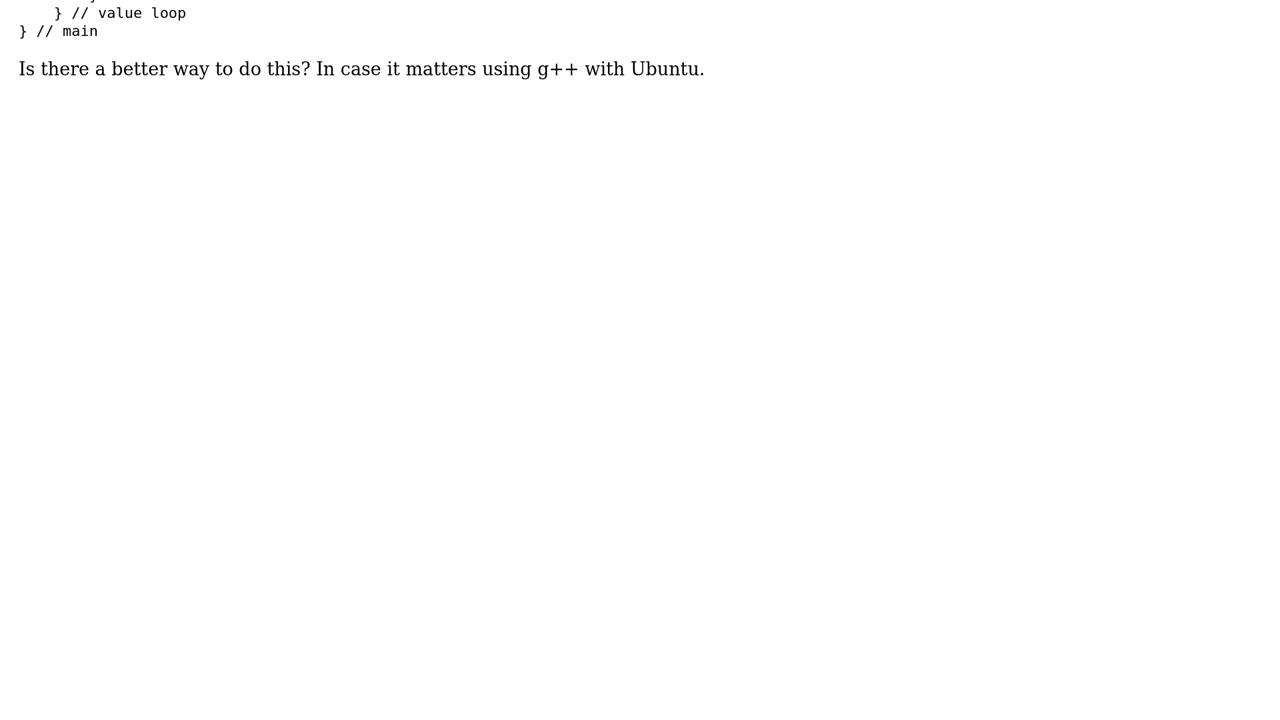 } // value loop
} // main
Is there a better way to do this? In case it matters using g++ with Ubuntu.